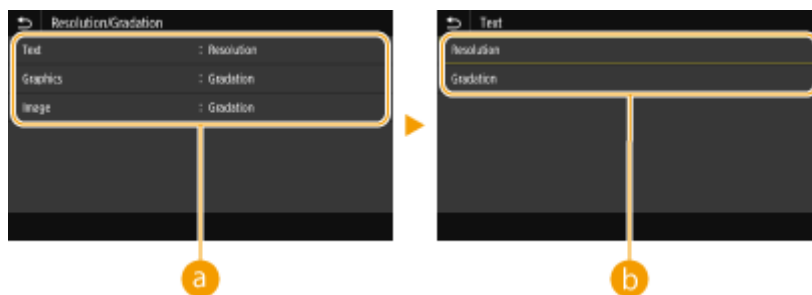 Resolution/Gradation
Text : Resolution
Graphics : Gradation
Image : Gradation
a
Text
Resolution
Gradation
b